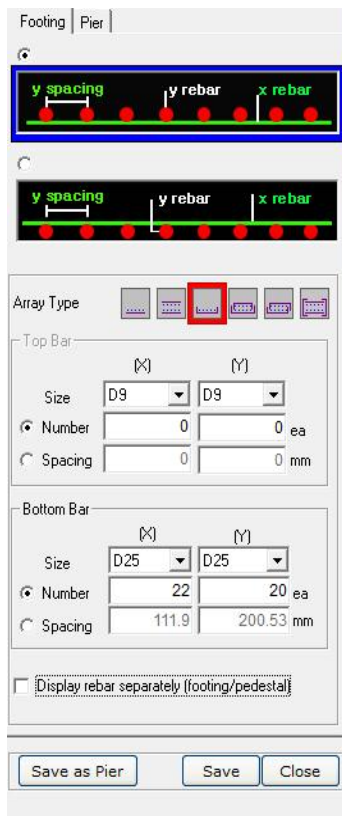 Footing Pier
y spacing y rebar x rebar
y spacing y rebar x rebar
Array Type
Top Bar
(X) (Y)
Size D9 D9
Number 0 0 ea
Spacing 0 0 mm
Bottom Bar
(X) (Y)
Size D25 D25
Number 22 20 ea
Spacing 111.9 200.53 mm
Display rebar separately (footing/pedestal)
Save as Pier Save Close